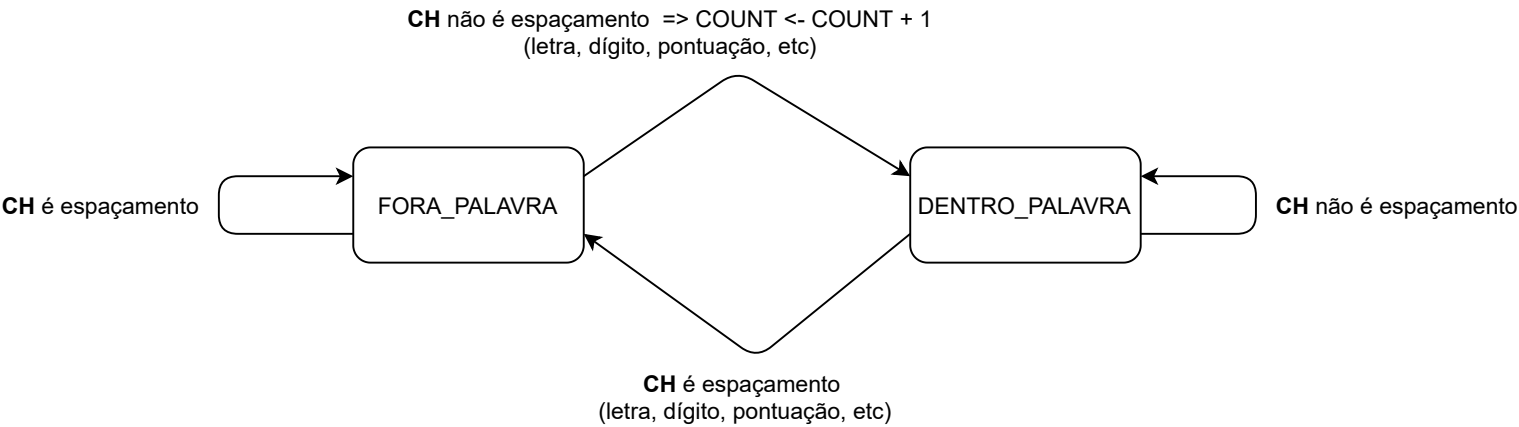 CH não é espaçamento => COUNT <- COUNT + 1
(letra, dígito, pontuação, etc)
CH é espaçamento
FORA_PALAVRA
DENTRO_PALAVRA
CH não é espaçamento
CH é espaçamento
(letra, dígito, pontuação, etc)